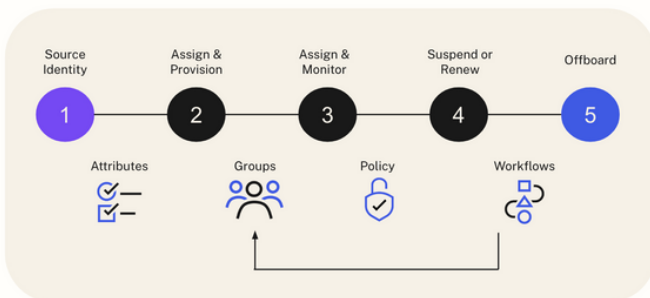 Source
Identity
Assign &
Provision
Assign &
Monitor
Suspend or
Renew
Offboard
1
2
3
4
5
Attributes
Groups
Policy
Workflows